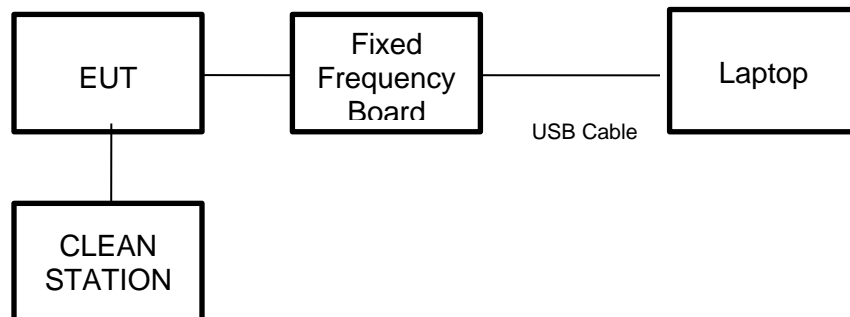 EUT
Fixed
Frequency
Board
Laptop
USB Cable
CLEAN
STATION